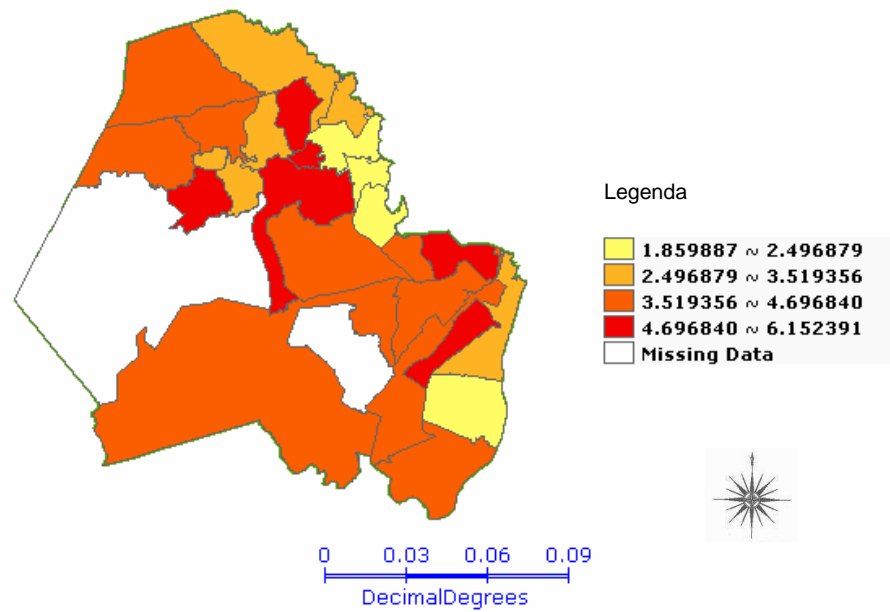 Legenda
1.859887 ~ 2.496879
2.496879 ~ 3.519356
3.519356 ~ 4.696840
4.696840 ~ 6.152391
Missing Data
0 0.03 0.06 0.09
DecimalDegrees